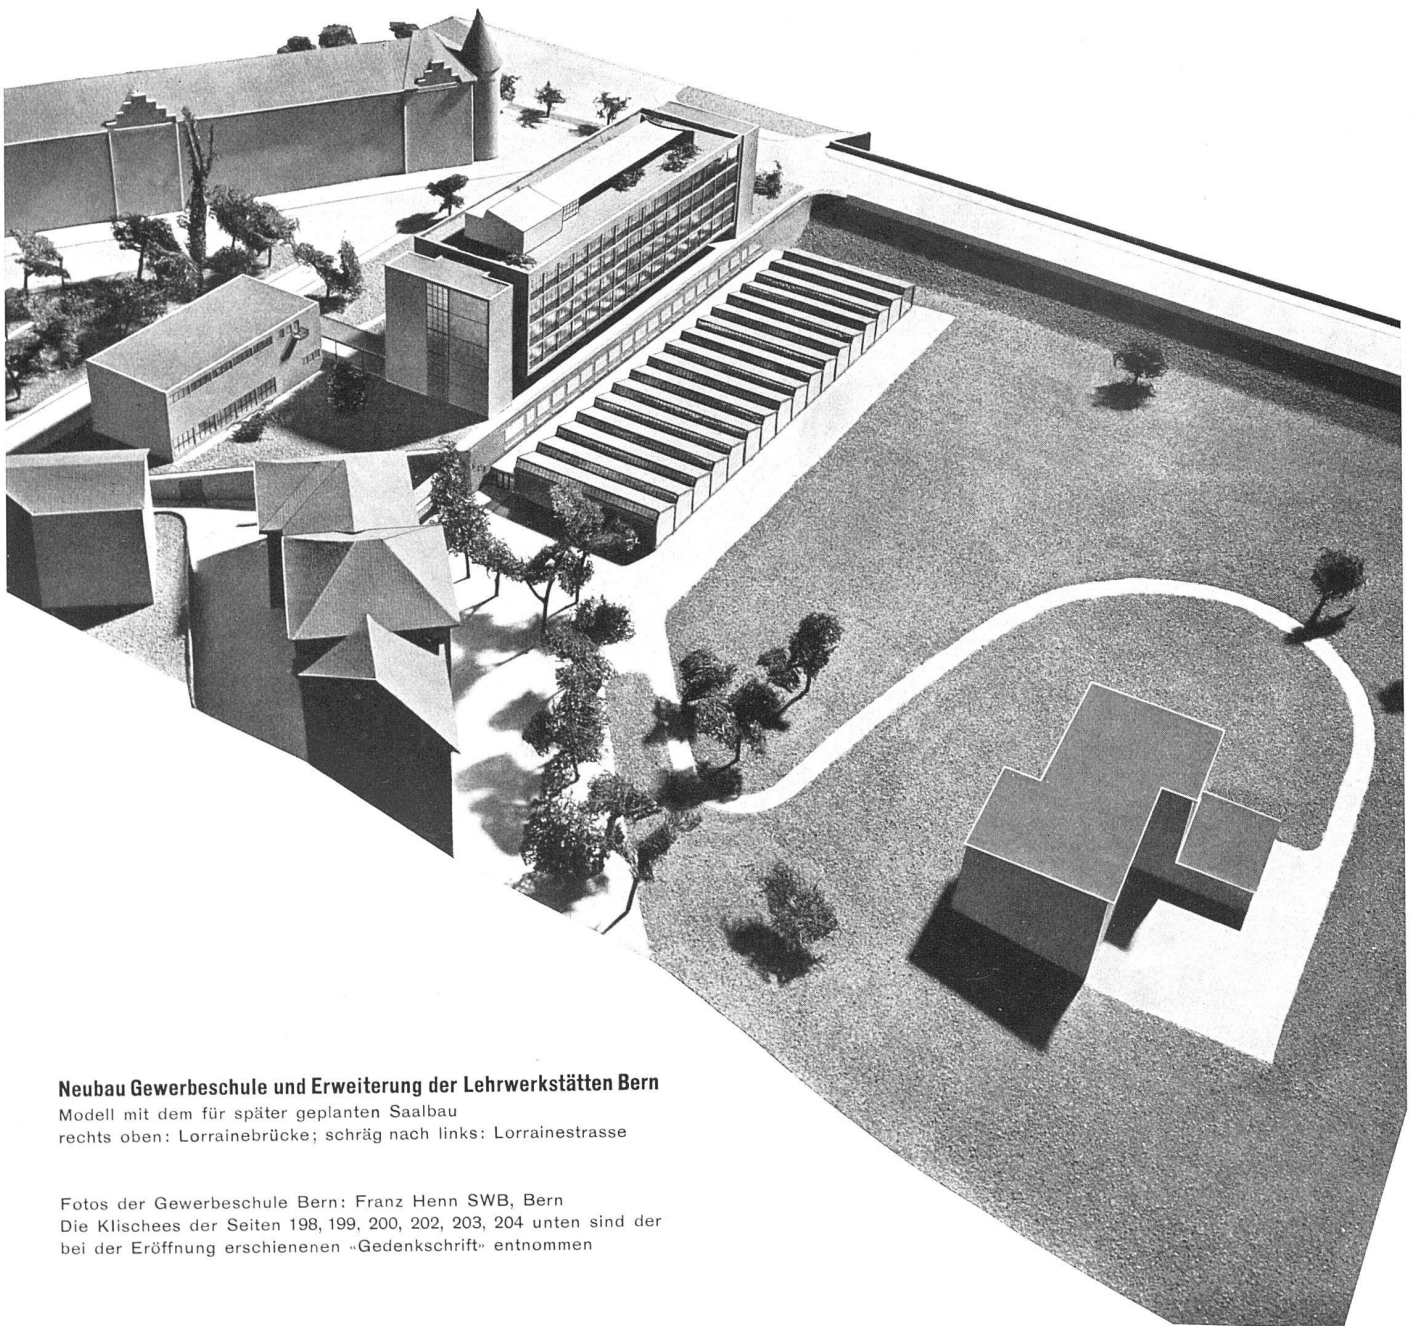 Neubau Gewerbeschule und Erweiterung der Lehrwerkstätten Bern
Modell mit dem für später geplanten Saalbau
rechts oben: Lorrainebrücke; schräg nach links: Lorrainestrasse
Fotos der Gewerbeschule Bern: Franz Henn SWB, Bern
Die Klischees der Seiten 198, 199, 200, 202, 203, 204 unten sind der
bei der Eröffnung erschienenen «Gedenkschrift» entnommen